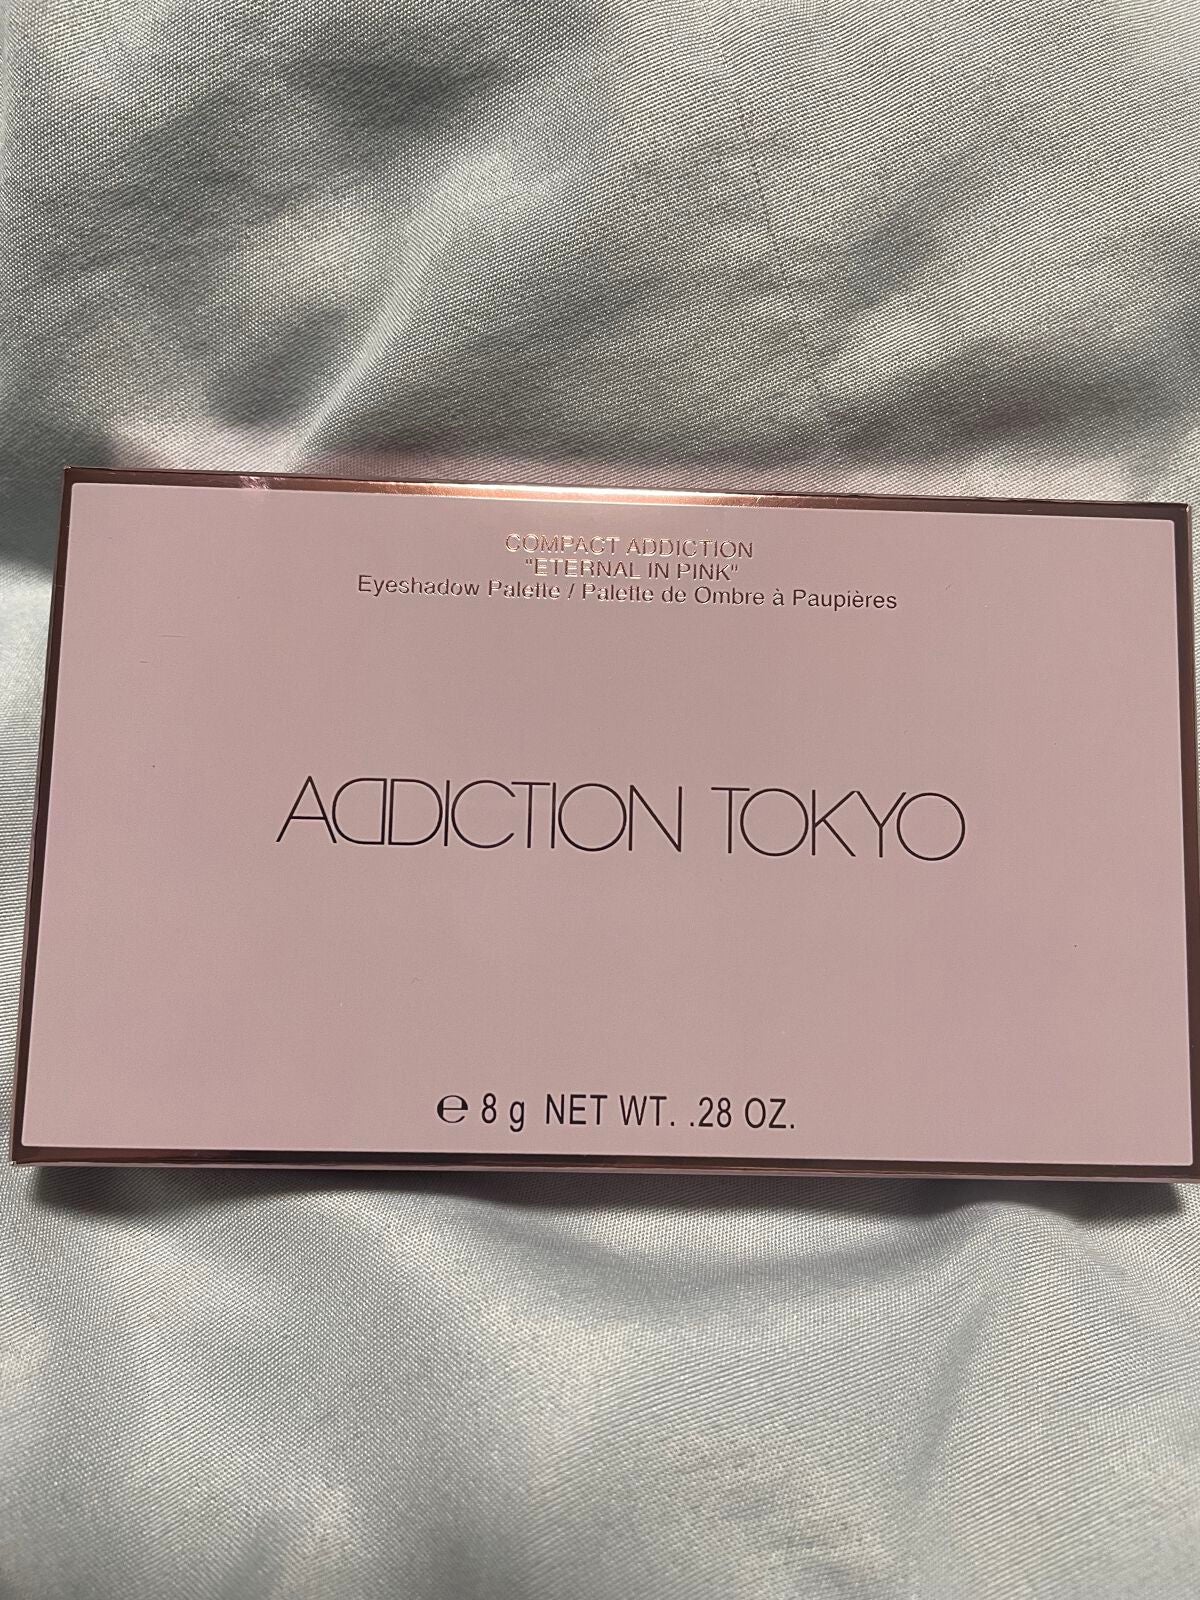 COMPACT ADDICTION
"ETERNAL IN PINK"
Eyeshadow Palette / Palette de Ombre à Paupières
ADDICTION TOKYO
℮ 8 g NET WT. .28 OZ.